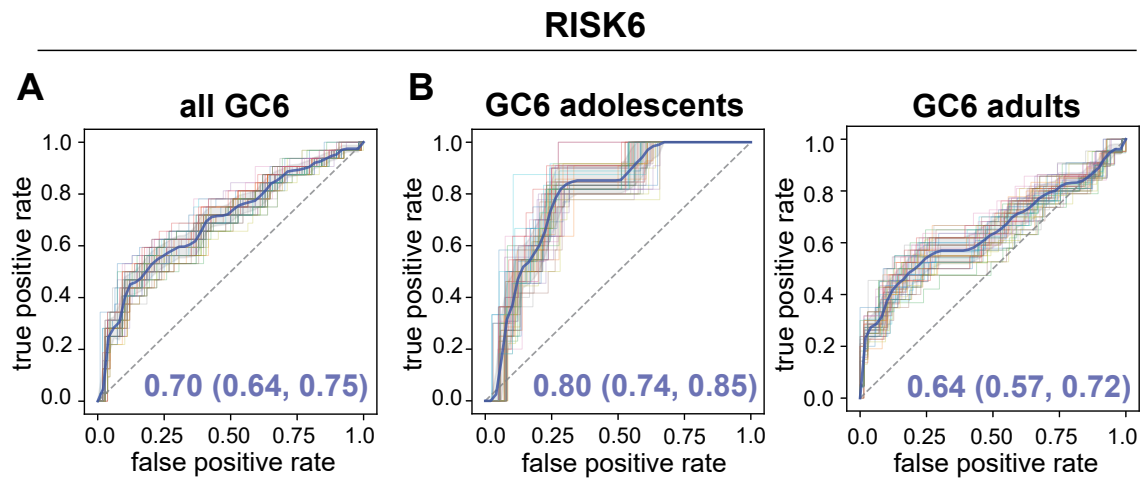 RISK6
A
all GC6
true positive rate
1.0
0.8
0.6
0.4
0.2
0.0
0.70 (0.64, 0.75)
0.0 0.25 0.50 0.75 1.0
false positive rate
B
GC6 adolescents
true positive rate
1.0
0.8
0.6
0.4
0.2
0.0
0.80 (0.74, 0.85)
0.0 0.25 0.50 0.75 1.0
false positive rate
GC6 adults
true positive rate
1.0
0.8
0.6
0.4
0.2
0.0
0.64 (0.57, 0.72)
0.0 0.25 0.50 0.75 1.0
false positive rate